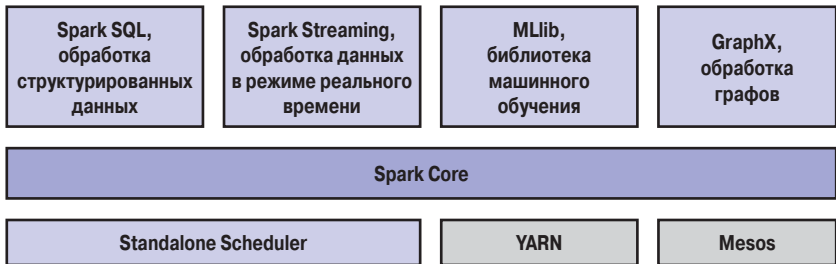 Spark SQL,
обработка
структурированных
данных
Spark Streaming,
обработка данных
в режиме реального
времени
MLlib,
библиотека
машинного
обучения
GraphX,
обработка
графов
Spark Core
Standalone Scheduler
YARN
Mesos